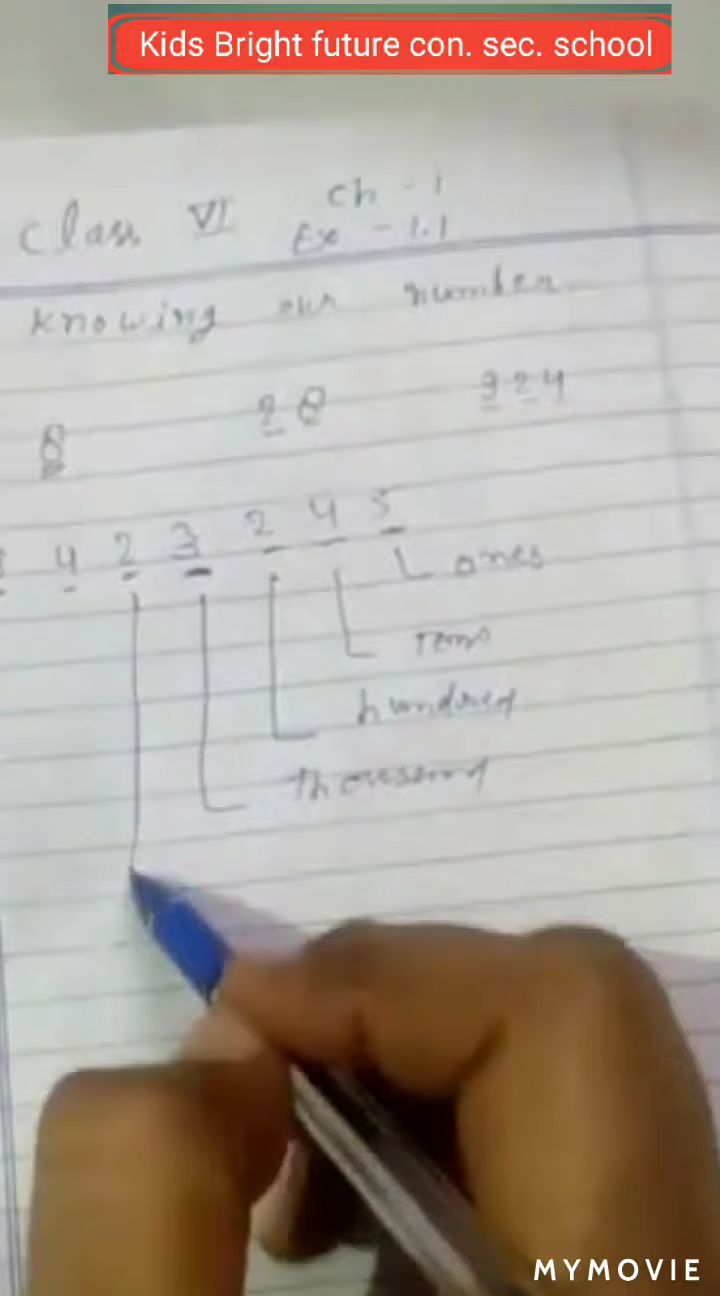 Kids Bright future con. sec. school
Class VI Ch - 1
Ex - 1.1
Knowing our number
8 28 324
4 2 3 2 4 5
ones
Tens
hundred
thousand
MYMOVIE